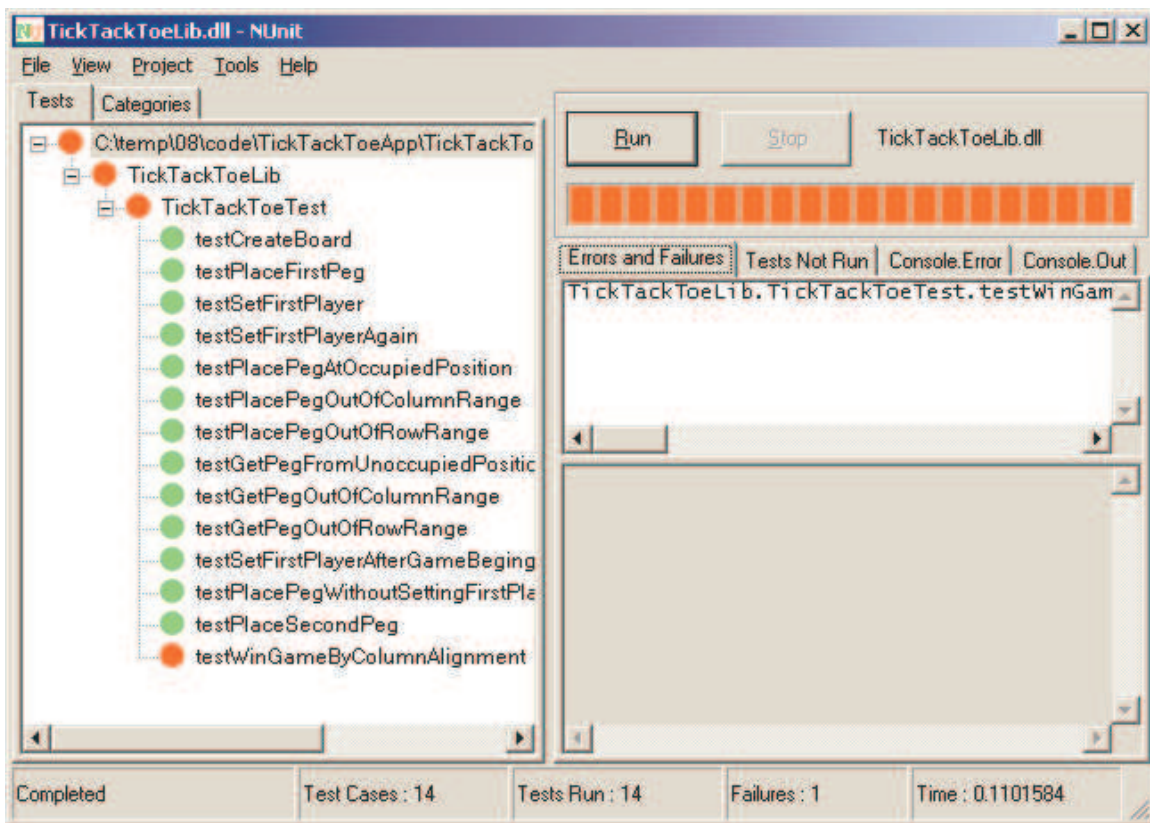 TickTackToeLib.dll - NUnit
File View Project Tools Help
Tests Categories
C:\temp\08\code\TickTackToeApp\TickTackTo
TickTackToeLib
TickTackToeTest
testCreateBoard
testPlaceFirstPeg
testSetFirstPlayer
testSetFirstPlayerAgain
testPlacePegAtOccupiedPosition
testPlacePegOutOfColumnRange
testPlacePegOutOfRowRange
testGetPegFromUnoccupiedPositic
testGetPegOutOfColumnRange
testGetPegOutOfRowRange
testSetFirstPlayerAfterGameBeging
testPlacePegWithoutSettingFirstPla
testPlaceSecondPeg
testWinGameByColumnAlignment
Run Stop TickTackToeLib.dll
Errors and Failures Tests Not Run Console.Error Console.Out
TickTackToeLib.TickTackToeTest.testWinGam
Completed Test Cases : 14 Tests Run : 14 Failures : 1 Time : 0.1101584